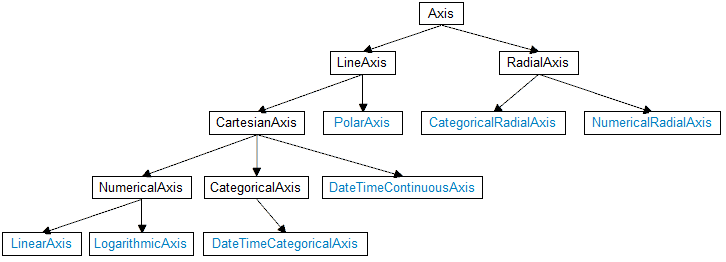 Axis
LineAxis
RadialAxis
CartesianAxis
PolarAxis
CategoricalRadialAxis
NumericalRadialAxis
NumericalAxis
CategoricalAxis
DateTimeContinuousAxis
LinearAxis
LogarithmicAxis
DateTimeCategoricalAxis